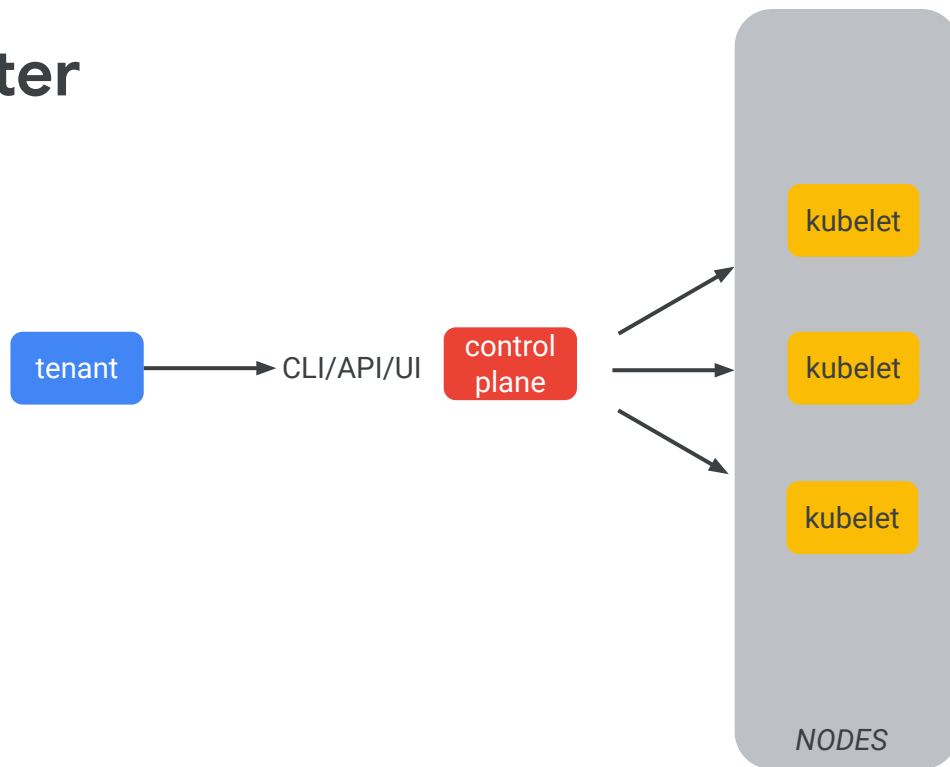 ter
kubelet
tenant
CLI/API/UI
control
plane
kubelet
kubelet
NODES